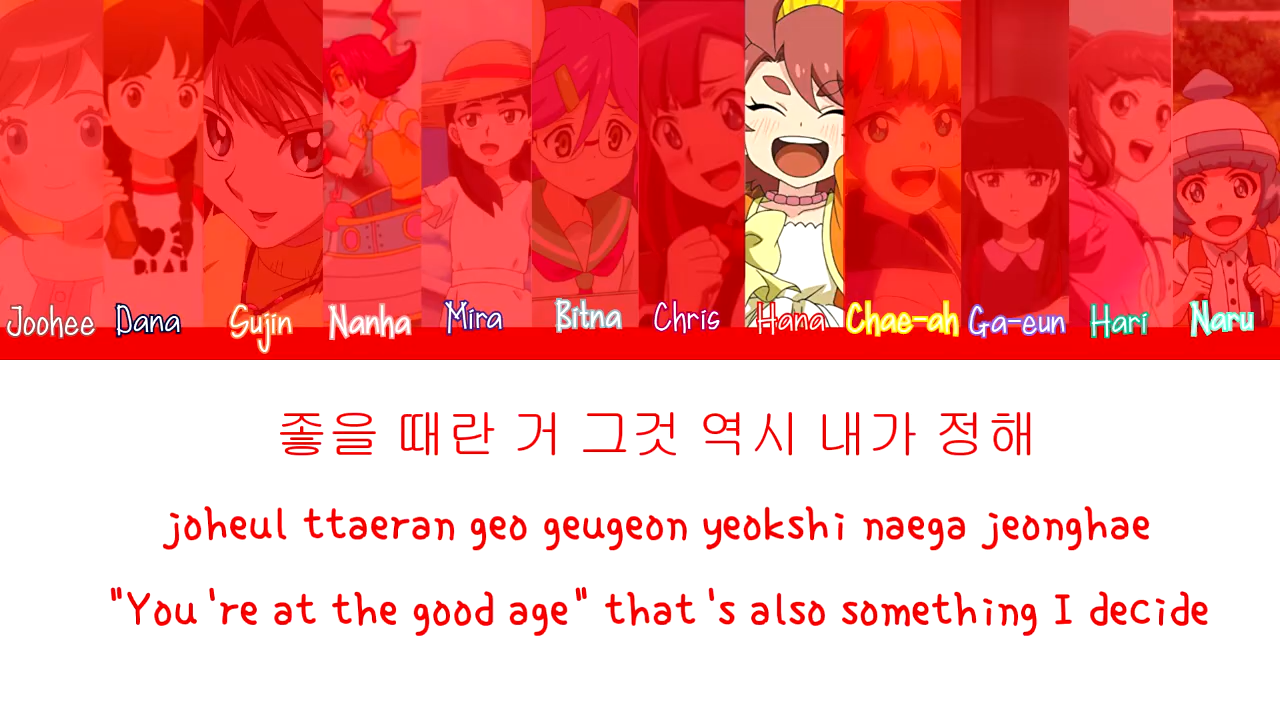 Joohee Dana Sujin Nanha Mira Bitna Chris Hana Chae-ah Ga-eun Hari Naru
좋을 때란 거 그것 역시 내가 정해
joheul ttaeran geo geugeon yeokshi naega jeonghae
"You're at the good age" that's also something I decide